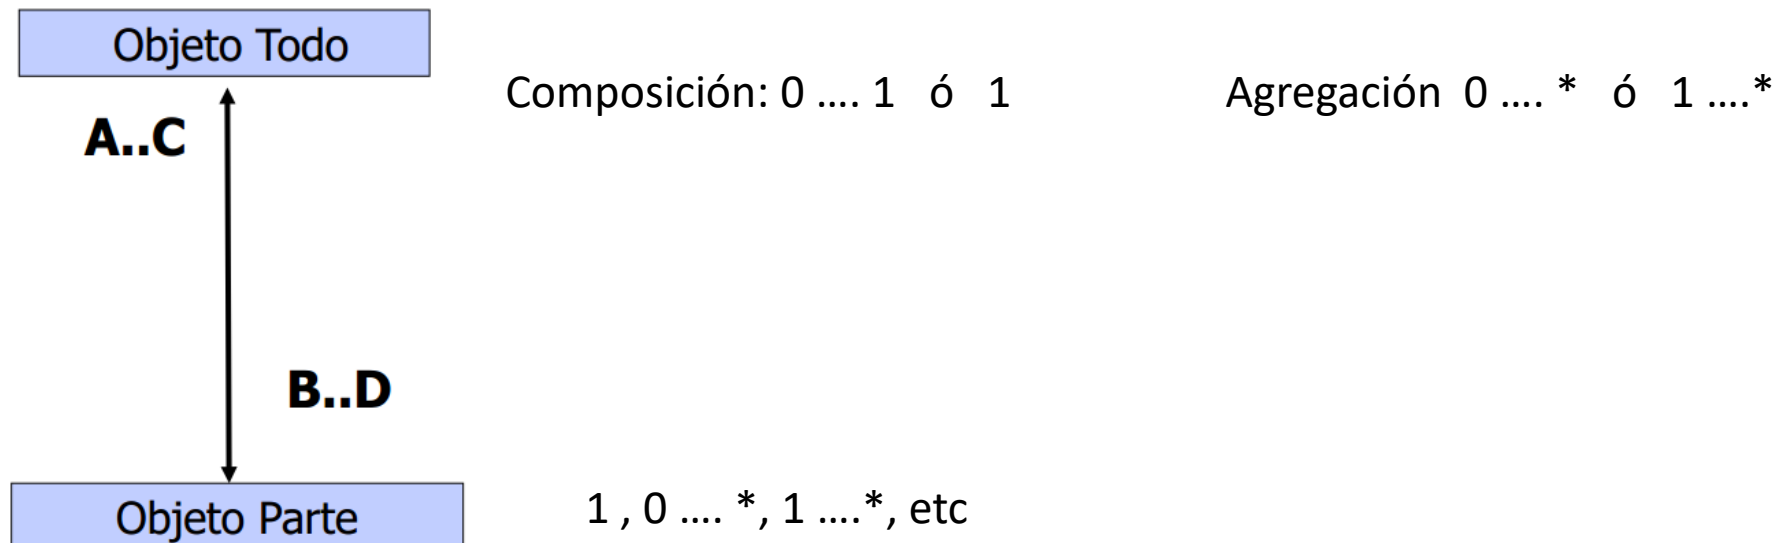 Objeto Todo
Composición: 0 .... 1 ó 1
Agregación 0 .... * ó 1 ....*
A..C
B..D
Objeto Parte
1 , 0 .... *, 1 ....*, etc